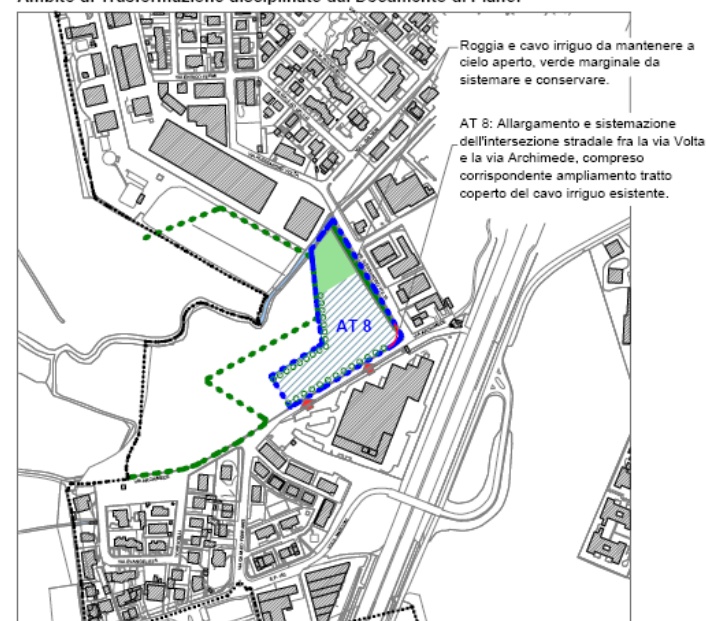 Ambito di Trasformazione disciplinato dal Documento di Piano:
Roggia e cavo irriguo da mantenere a
cielo aperto, verde marginale da
sistemare e conservare.
AT 8: Allargamento e sistemazione
dell'intersezione stradale fra la via Volta
e la via Archimede, compreso
corrispondente ampliamento tratto
coperto del cavo irriguo esistente.
AT 8